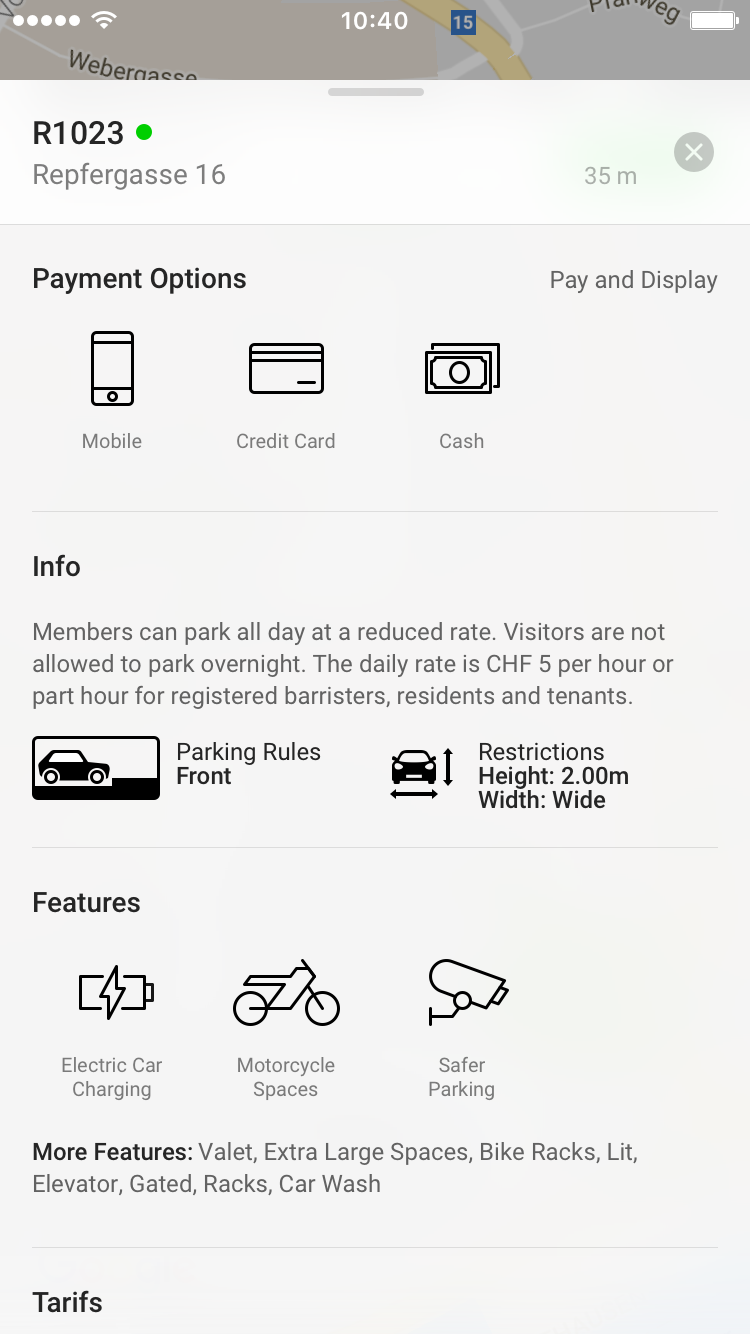 10:40
15
Webergasse
R1023
Repfergasse 16
35 m
Payment Options
Pay and Display
Mobile
Credit Card
Cash
Info
Members can park all day at a reduced rate. Visitors are not
allowed to park overnight. The daily rate is CHF 5 per hour or
part hour for registered barristers, residents and tenants.
Parking Rules
Front
Restrictions
Height: 2.00m
Width: Wide
Features
Electric Car
Charging
Motorcycle
Spaces
Safer
Parking
More Features: Valet, Extra Large Spaces, Bike Racks, Lit,
Elevator, Gated, Racks, Car Wash
Tarifs